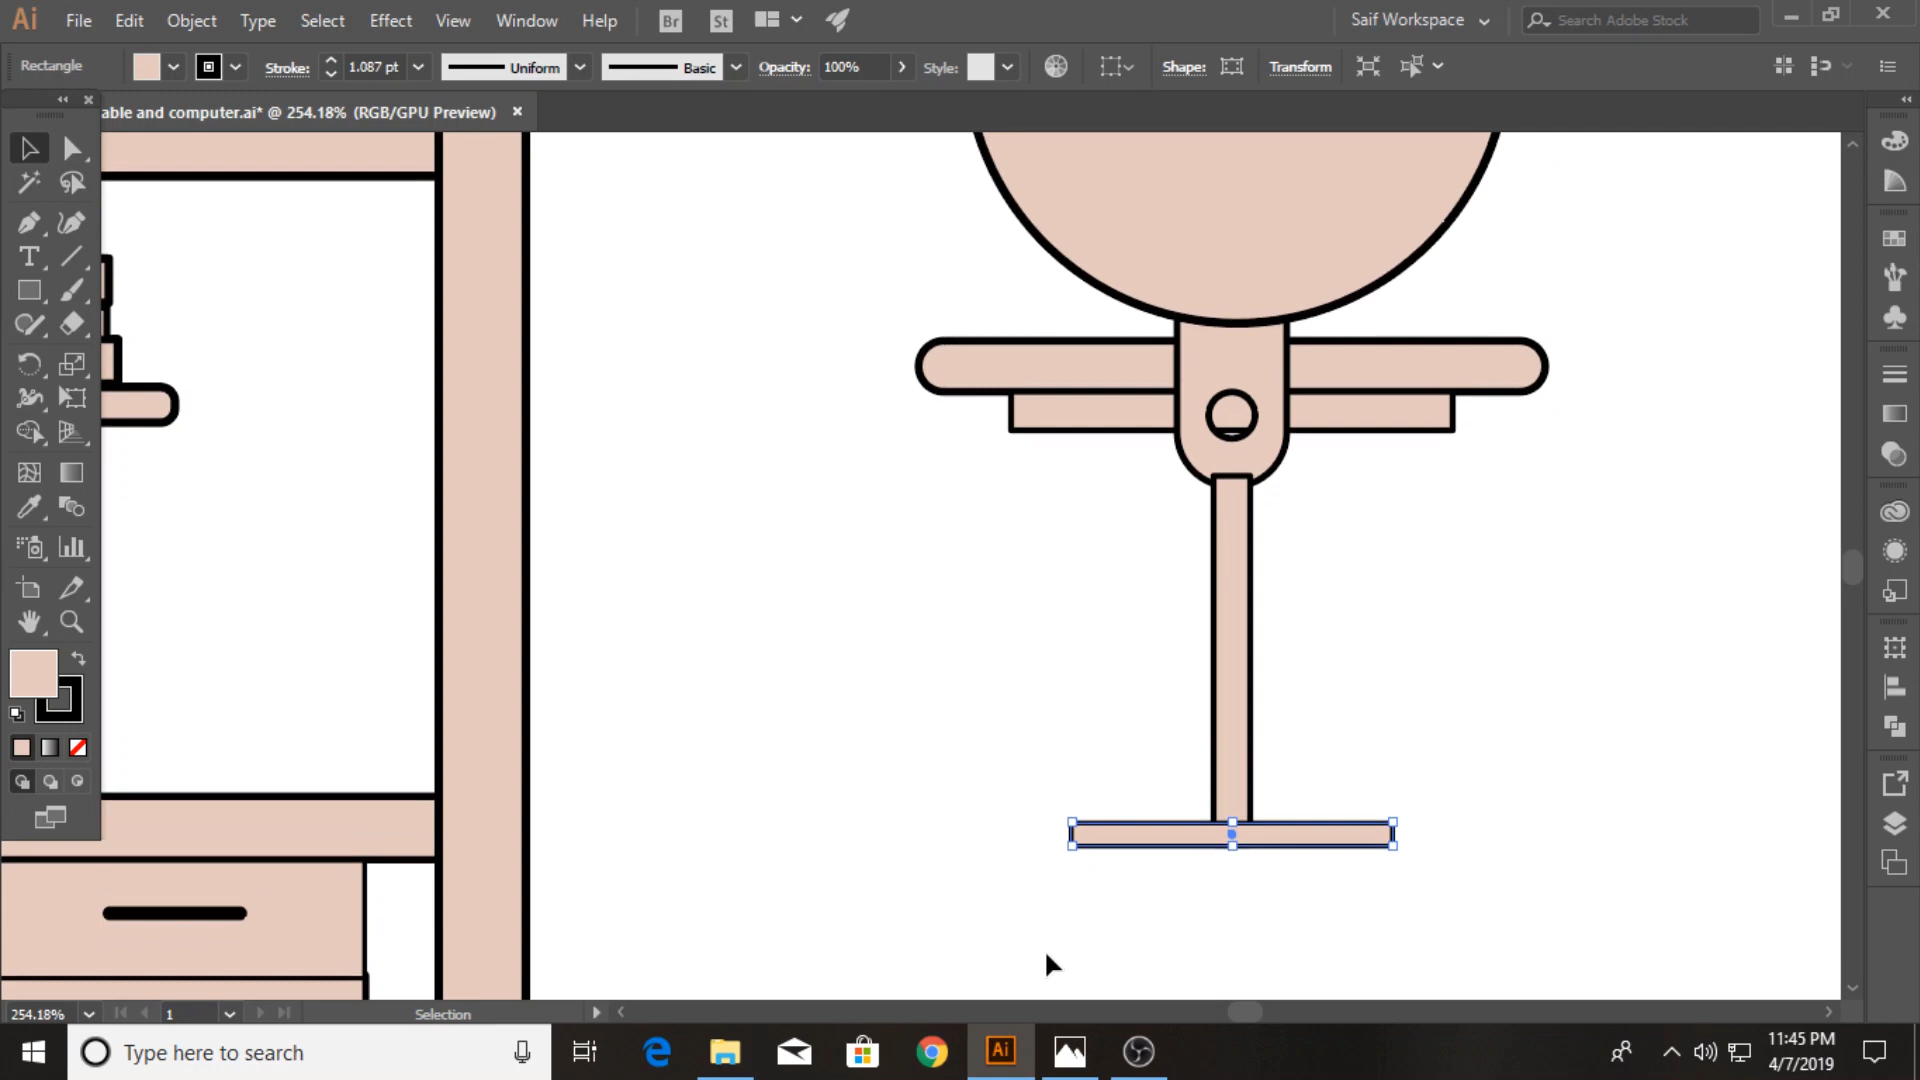 Ai File Edit Object Type Select Effect View Window Help Br St Saif Workspace Search Adobe Stock
Rectangle Stroke: 1.087 pt Uniform Basic Opacity: 100% Style: Shape: Transform
able and computer.ai* @ 254.18% (RGB/GPU Preview)
T
254.18% 1 Selection
Type here to search Ai 11:45 PM
4/7/2019